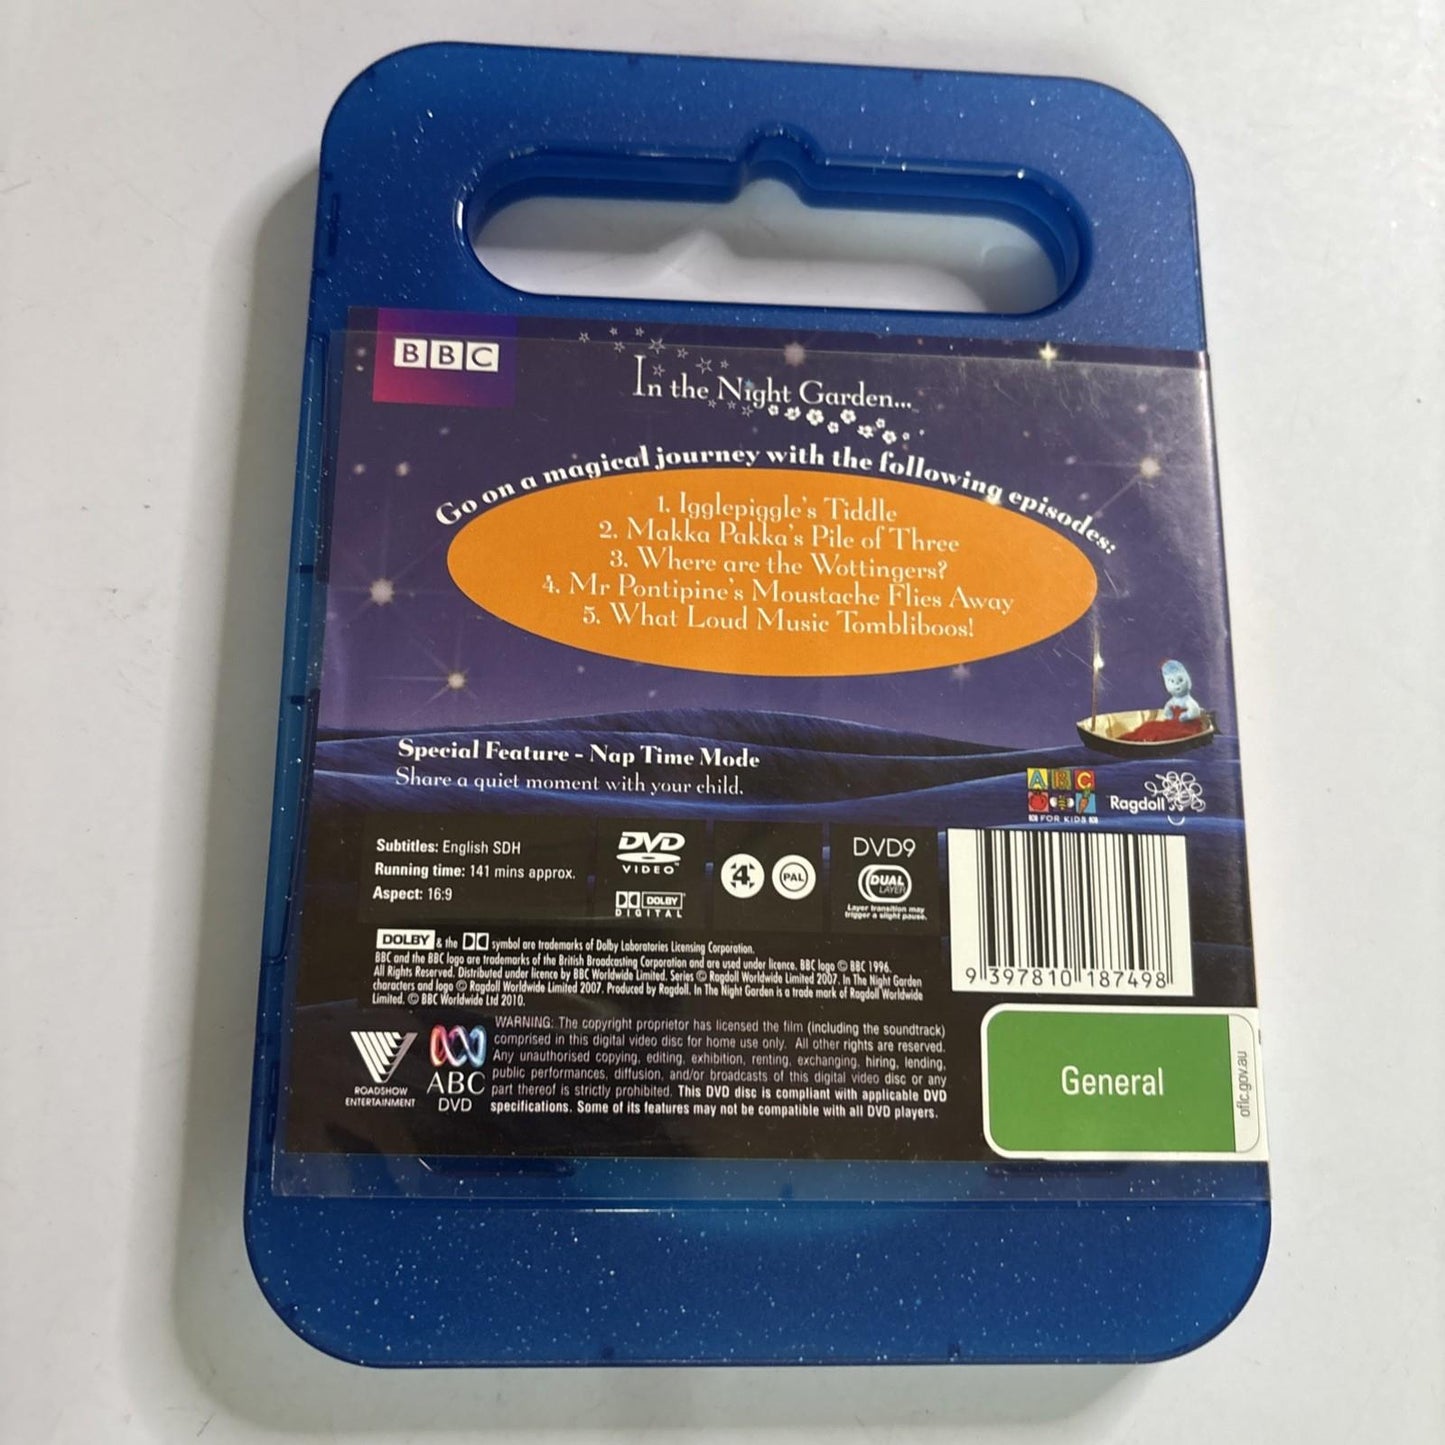 BBC
In the Night Garden...
Go on a magical journey with the following episodes:
1. Igglepiggle's Tiddle
2. Makka Pakka's Pile of Three
3. Where are the Wottingers?
4. Mr Pontipine's Moustache Flies Away
5. What Loud Music Tombliboos!
Special Feature - Nap Time Mode
Share a quiet moment with your child.
ABC
FOR KIDS
Ragdoll
Subtitles: English SDH
Running time: 141 mins approx.
Aspect: 16:9
DVD
VIDEO™
DOLBY
DIGITAL
4
PAL
DVD9
DUAL
LAYER
Layer transition may
trigger a slight pause.
9 397810 187498
DOLBY & the symbol are trademarks of Dolby Laboratories Licensing Corporation.
BBC and the BBC logo are trademarks of the British Broadcasting Corporation and are used under licence. BBC logo © BBC 1996.
All Rights Reserved. Distributed under licence by BBC Worldwide Limited. Series © Ragdoll Worldwide Limited 2007. In The Night Garden
characters and logo © Ragdoll Worldwide Limited 2007. Produced by Ragdoll. In The Night Garden is a trade mark of Ragdoll Worldwide
Limited. © BBC Worldwide Ltd 2010.
ROADSHOW
ENTERTAINMENT
ABC
DVD
WARNING: The copyright proprietor has licensed the film (including the soundtrack)
comprised in this digital video disc for home use only. All other rights are reserved.
Any unauthorised copying, editing, exhibition, renting, exchanging, hiring, lending,
public performances, diffusion, and/or broadcasts of this digital video disc or any
part thereof is strictly prohibited. This DVD disc is compliant with applicable DVD
specifications. Some of its features may not be compatible with all DVD players.
General
oflc.gov.au